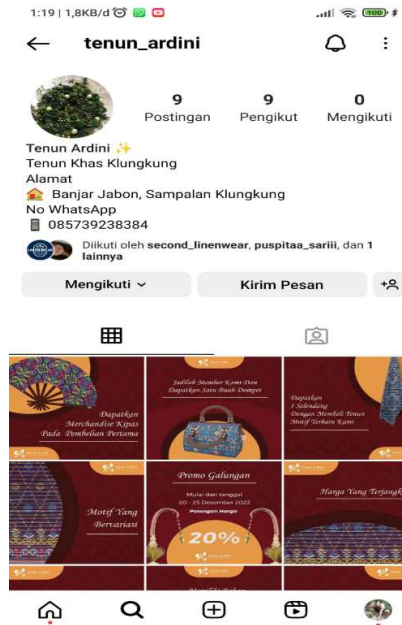 1:19 | 1,8KB/d
100
tenun_ardini
9 9 0
Postingan Pengikut Mengikuti
Tenun Ardini ✨
Tenun Khas Klungkung
Alamat
🏠 Banjar Jabon, Sampalan Klungkung
No WhatsApp
📱 085739238384
Diikuti oleh second_linenwear, puspitaa_sariii, dan 1
lainnya
Mengikuti
Kirim Pesan
Dapatkan
Merchandise Kipas
Pada Pembelian Pertama
Jadilah Member Kami Dan
Dapatkan Satu Buah Dompet
Dapatkan
1 Selendang
Dengan Membeli Tenun
Motif Terbaru Kami
Motif Yang
Bervariasi
Promo Galungan
Mulai dari tanggal
20 - 25 Desember 2022
Potongan Harga
20%
Harga Yang Terjangk